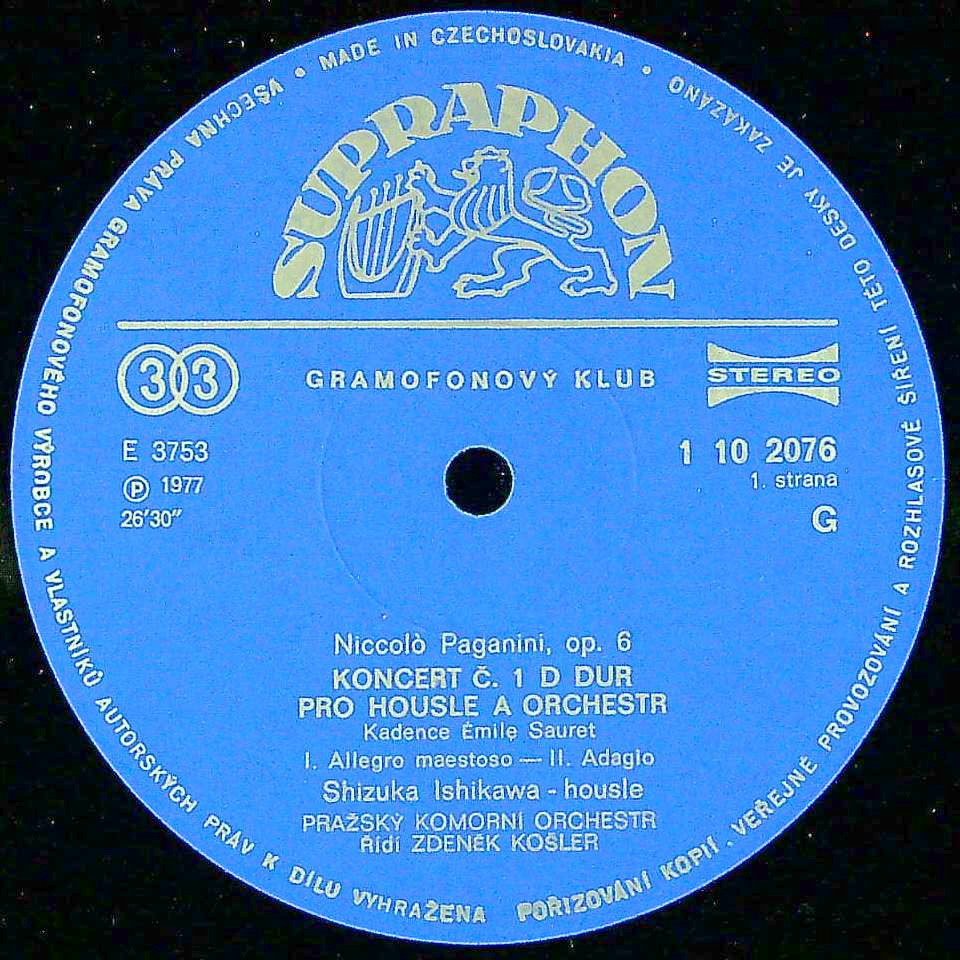 VŠECHNA PRÁVA GRAMOFONOVÉHO VÝROBCE A VLASTNÍKŮ AUTORSKÝCH PRÁV K DÍLU VYHRAŽENA
POŘIZOVÁNÍ KOPIÍ, VEŘEJNÉ PROVOZOVÁNÍ A ROZHLASOVÉ ŠÍŘENÍ TÉTO DESKY JE ZAKÁZÁNO
• MADE IN CZECHOSLOVAKIA •
SUPRAPHON
33
GRAMOFONOVÝ KLUB
STEREO
E 3753
Ⓟ 1977
26'30"
1 10 2076
1. strana
G
Niccolò Paganini, op. 6
KONCERT Č. 1 D DUR
PRO HOUSLE A ORCHESTR
Kadence Émile Sauret
I. Allegro maestoso — II. Adagio
Shizuka Ishikawa - housle
PRAŽSKÝ KOMORNÍ ORCHESTR
Řídí ZDENĚK KOŠLER